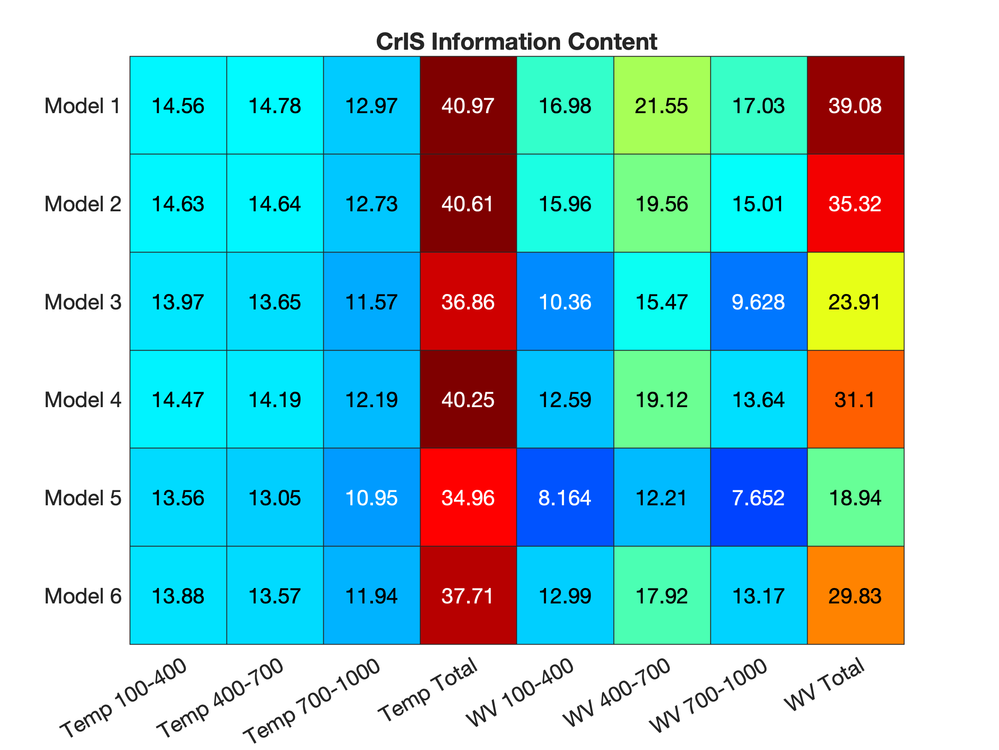 CrIS Information Content
Model 1 14.56 14.78 12.97 40.97 16.98 21.55 17.03 39.08
Model 2 14.63 14.64 12.73 40.61 15.96 19.56 15.01 35.32
Model 3 13.97 13.65 11.57 36.86 10.36 15.47 9.628 23.91
Model 4 14.47 14.19 12.19 40.25 12.59 19.12 13.64 31.1
Model 5 13.56 13.05 10.95 34.96 8.164 12.21 7.652 18.94
Model 6 13.88 13.57 11.94 37.71 12.99 17.92 13.17 29.83
Temp 100-400 Temp 400-700 Temp 700-1000 Temp Total WV 100-400 WV 400-700 WV 700-1000 WV Total